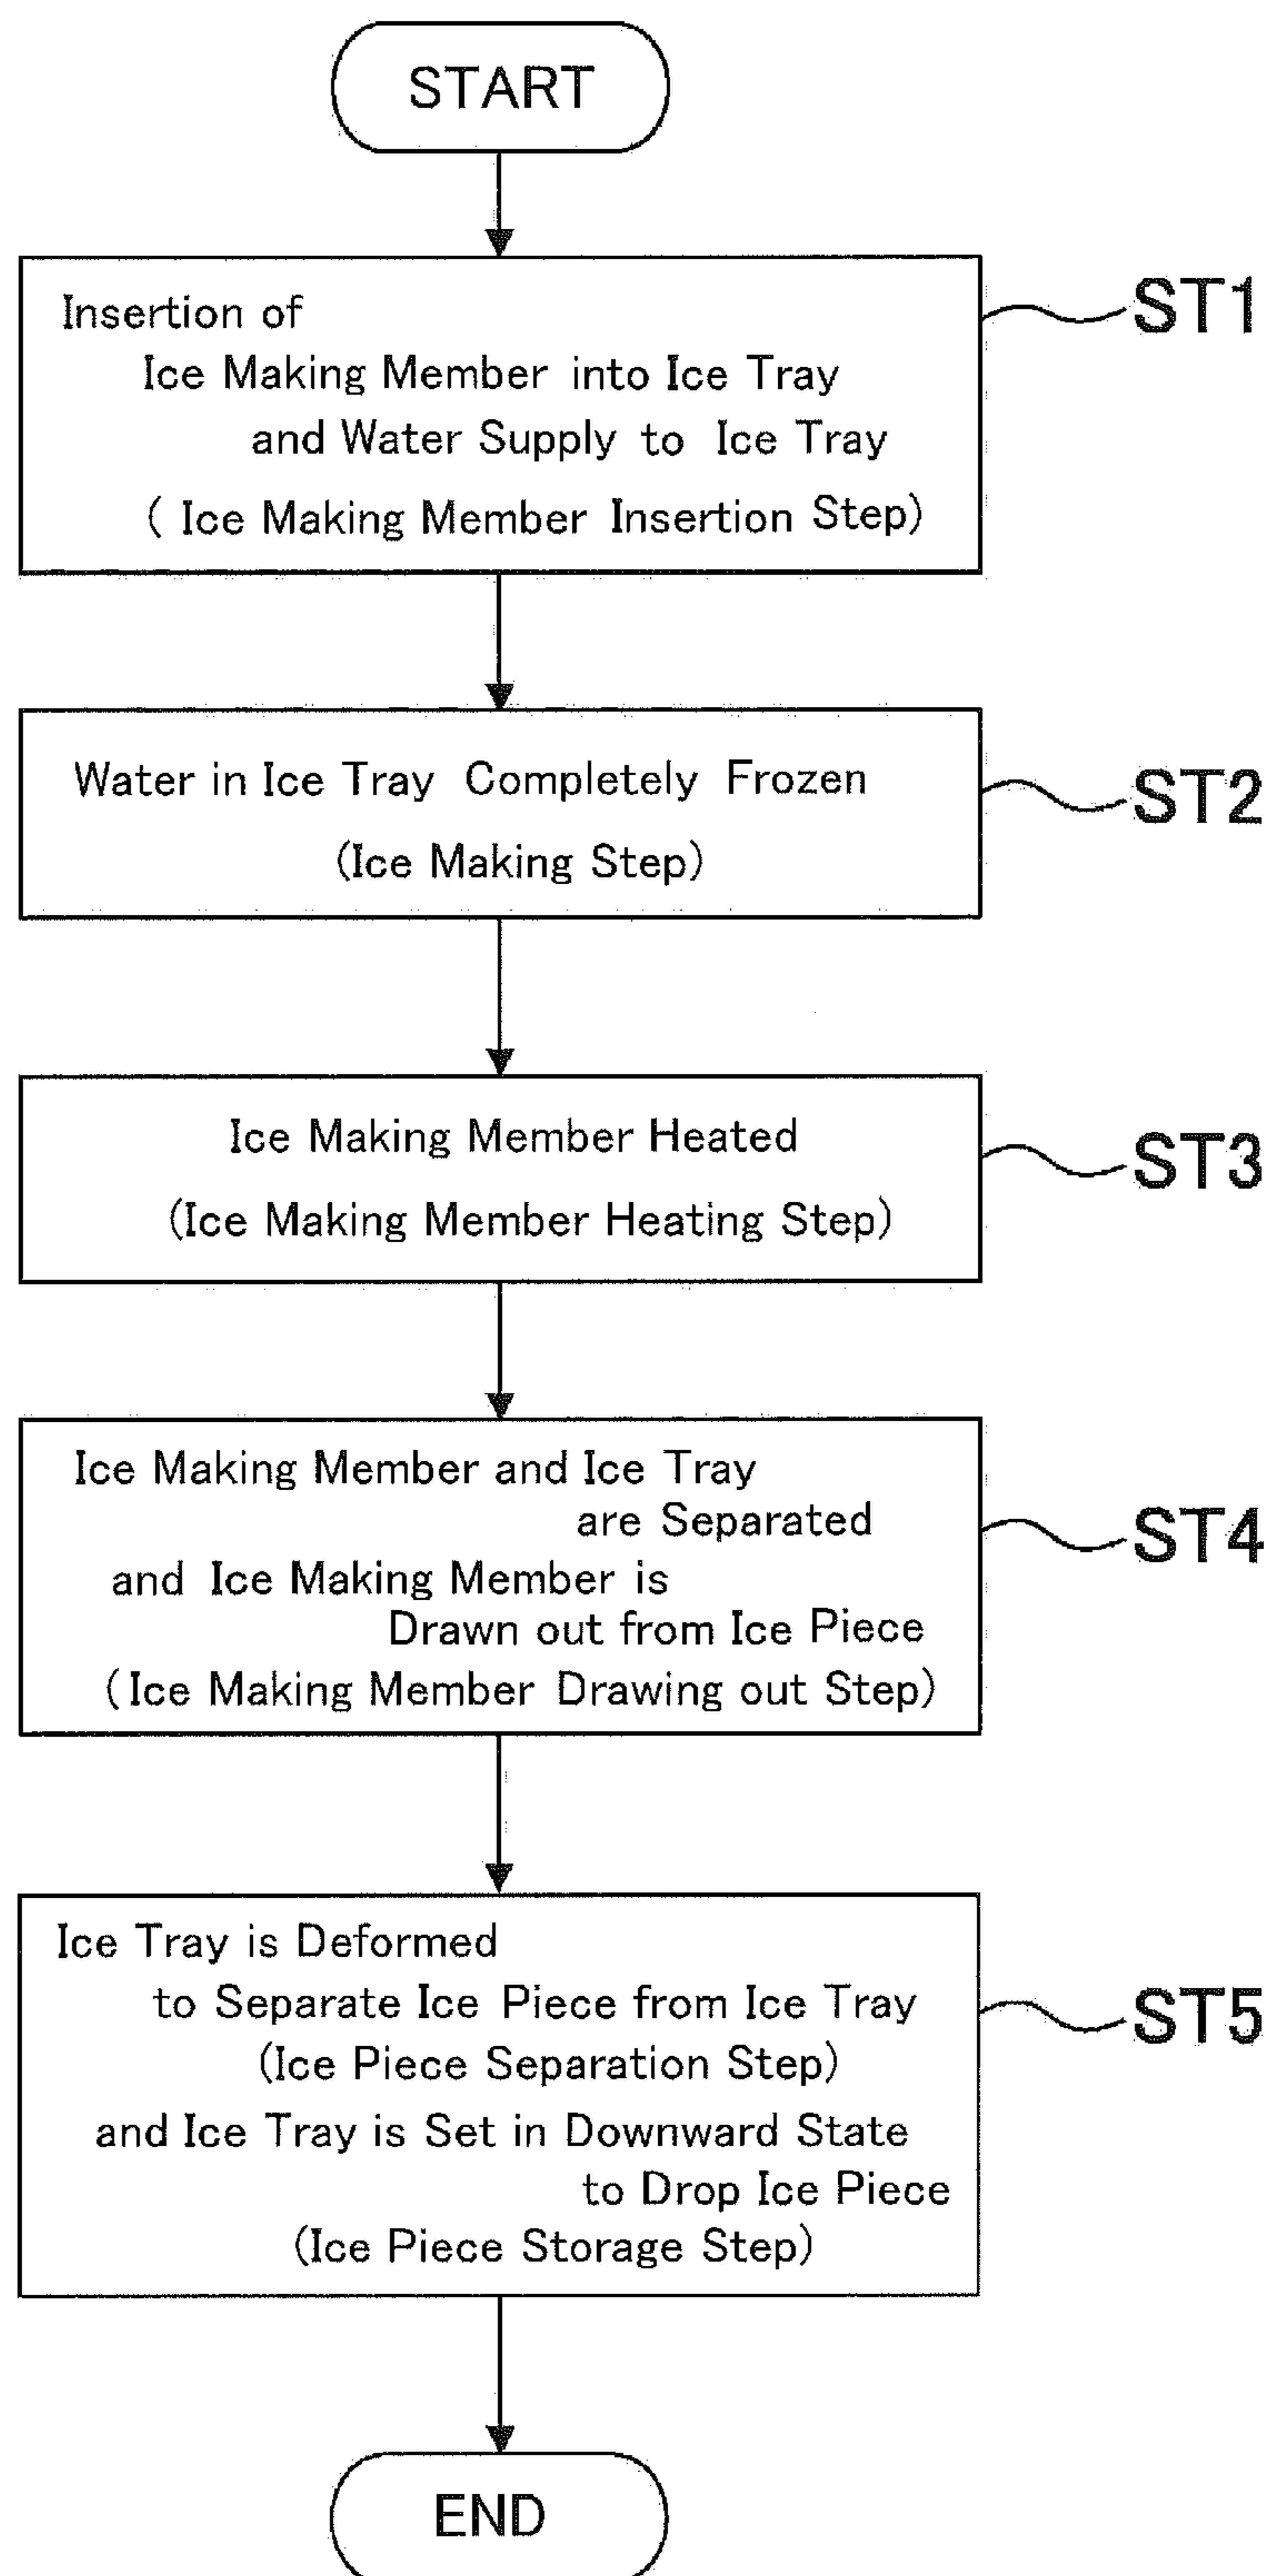 START
Insertion of
Ice Making Member into Ice Tray
and Water Supply to Ice Tray
( Ice Making Member Insertion Step)
ST1
Water in Ice Tray Completely Frozen
(Ice Making Step)
ST2
Ice Making Member Heated
(Ice Making Member Heating Step)
ST3
Ice Making Member and Ice Tray
are Separated
and Ice Making Member is
Drawn out from Ice Piece
(Ice Making Member Drawing out Step)
ST4
Ice Tray is Deformed
to Separate Ice Piece from Ice Tray
(Ice Piece Separation Step)
and Ice Tray is Set in Downward State
to Drop Ice Piece
(Ice Piece Storage Step)
ST5
END